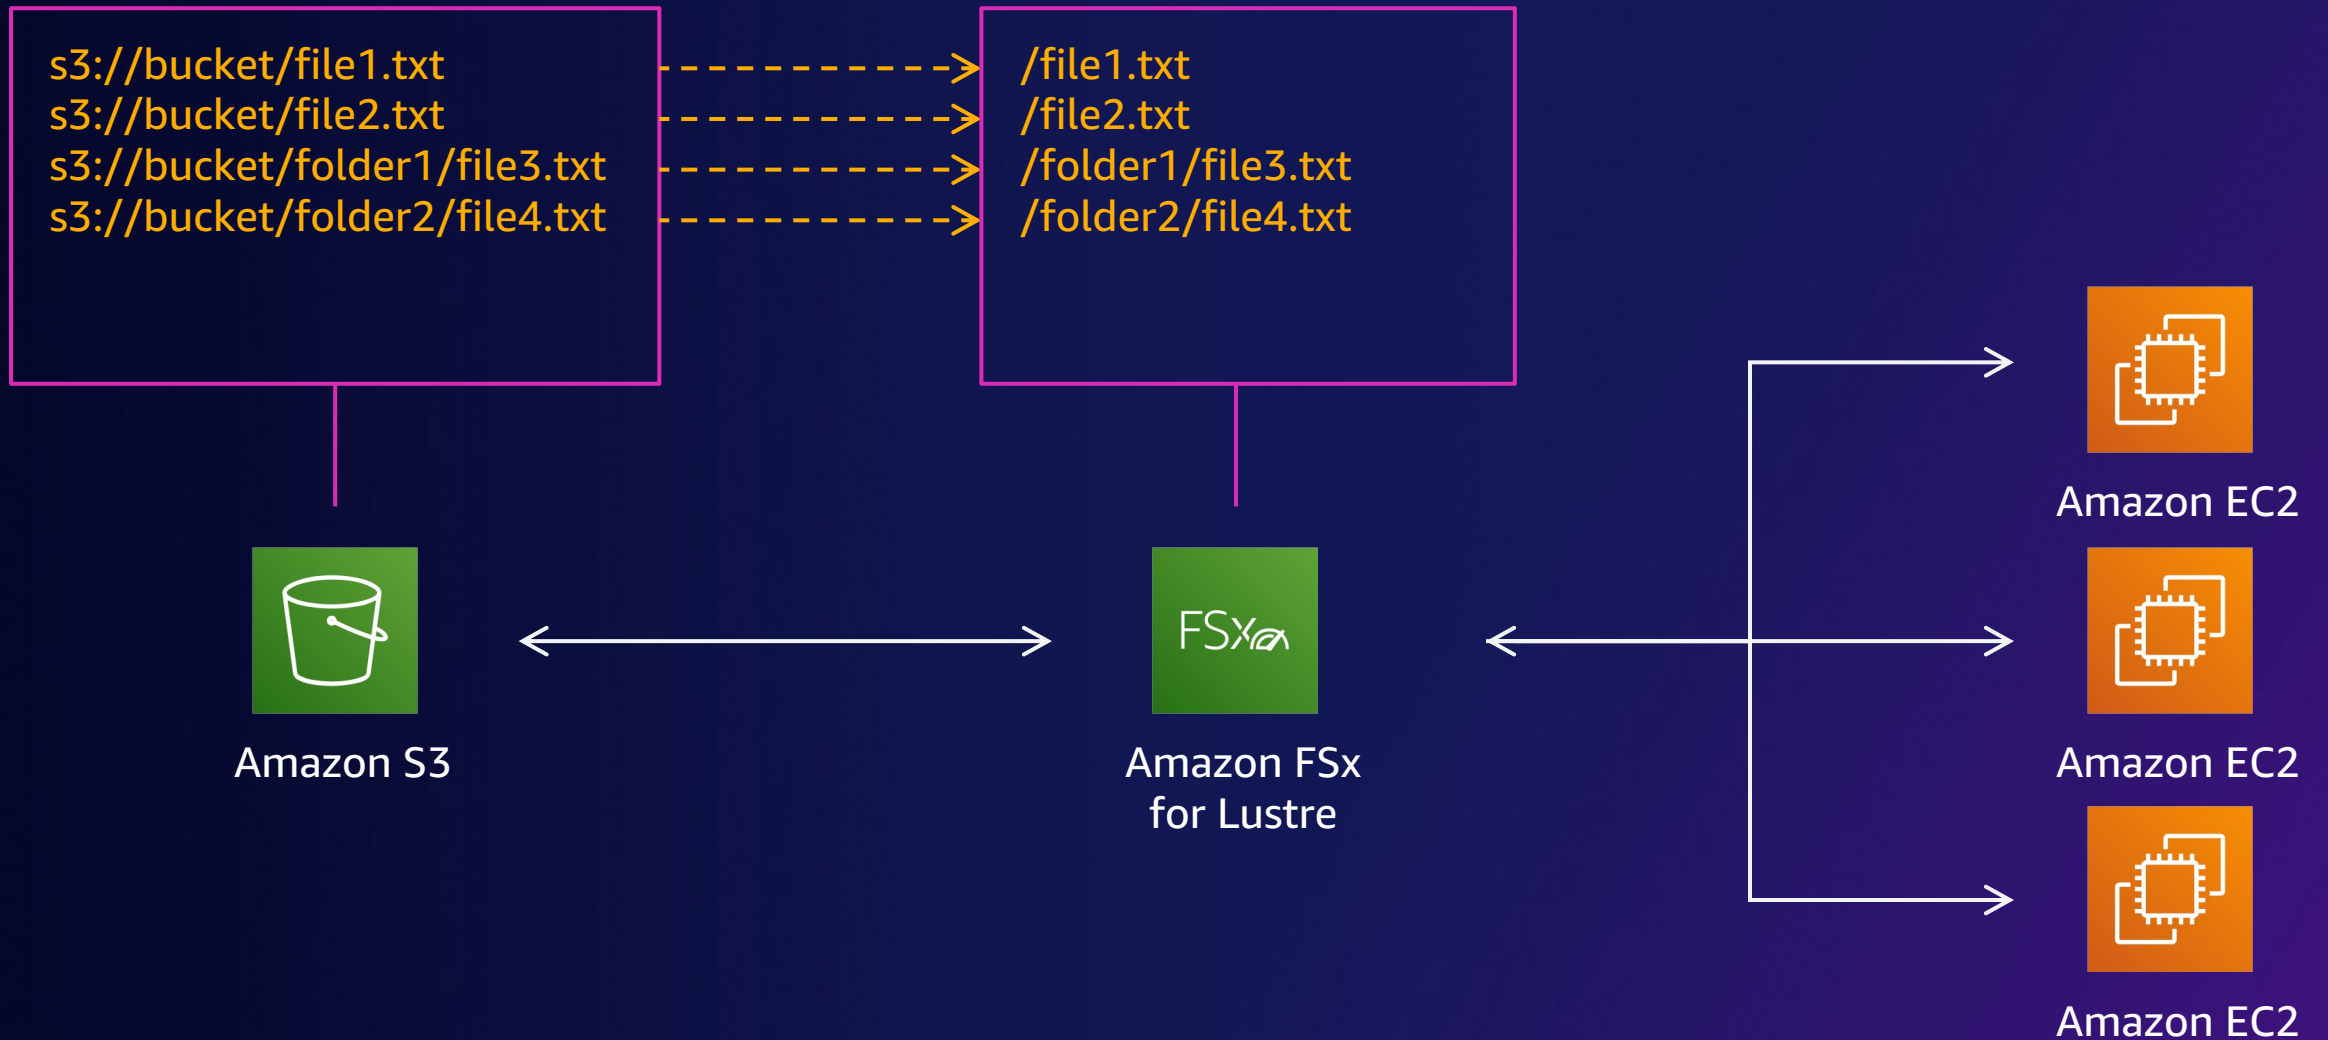 s3://bucket/file1.txt
s3://bucket/file2.txt
s3://bucket/folder1/file3.txt
s3://bucket/folder2/file4.txt
/file1.txt
/file2.txt
/folder1/file3.txt
/folder2/file4.txt
Amazon S3
FSx
Amazon FSx
for Lustre
Amazon EC2
Amazon EC2
Amazon EC2